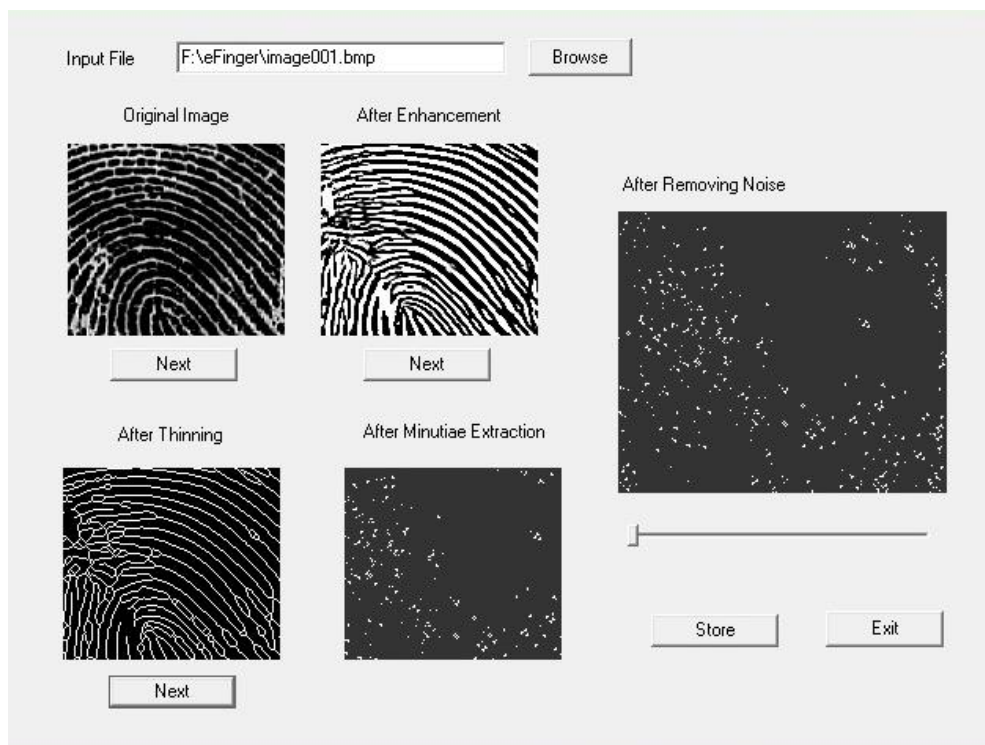 Input File
F:\eFinger\image001.bmp
Browse
Original Image
After Enhancement
After Removing Noise
Next
Next
After Thinning
After Minutiae Extraction
Next
Store
Exit